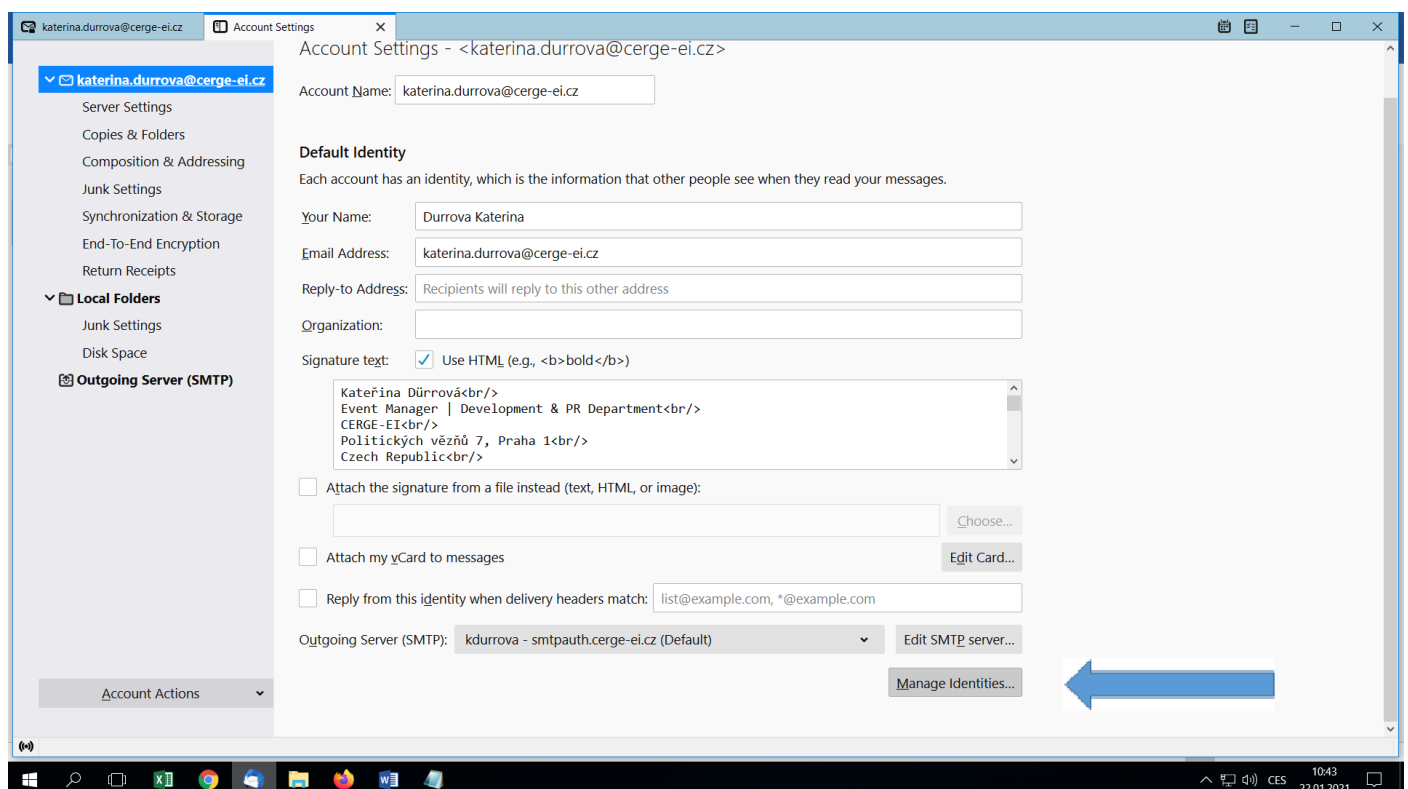 katerina.durrova@cerge-ei.cz
Account Settings
Account Settings - <katerina.durrova@cerge-ei.cz>
katerina.durrova@cerge-ei.cz
Server Settings
Copies & Folders
Composition & Addressing
Junk Settings
Synchronization & Storage
End-To-End Encryption
Return Receipts
Local Folders
Junk Settings
Disk Space
Outgoing Server (SMTP)
Account Actions
Account Name: katerina.durrova@cerge-ei.cz
Default Identity
Each account has an identity, which is the information that other people see when they read your messages.
Your Name: Durrova Katerina
Email Address: katerina.durrova@cerge-ei.cz
Reply-to Address: Recipients will reply to this other address
Organization:
Signature text: Use HTML (e.g., <b>bold</b>)
Kateřina Dürrová<br/>
Event Manager | Development & PR Department<br/>
CERGE-EI<br/>
Politických vězňů 7, Praha 1<br/>
Czech Republic<br/>
Attach the signature from a file instead (text, HTML, or image):
Choose...
Attach my vCard to messages Edit Card...
Reply from this identity when delivery headers match: list@example.com, *@example.com
Outgoing Server (SMTP): kdurrova - smtpauth.cerge-ei.cz (Default) Edit SMTP server...
Manage Identities...
CES 10:43
22.01.2021